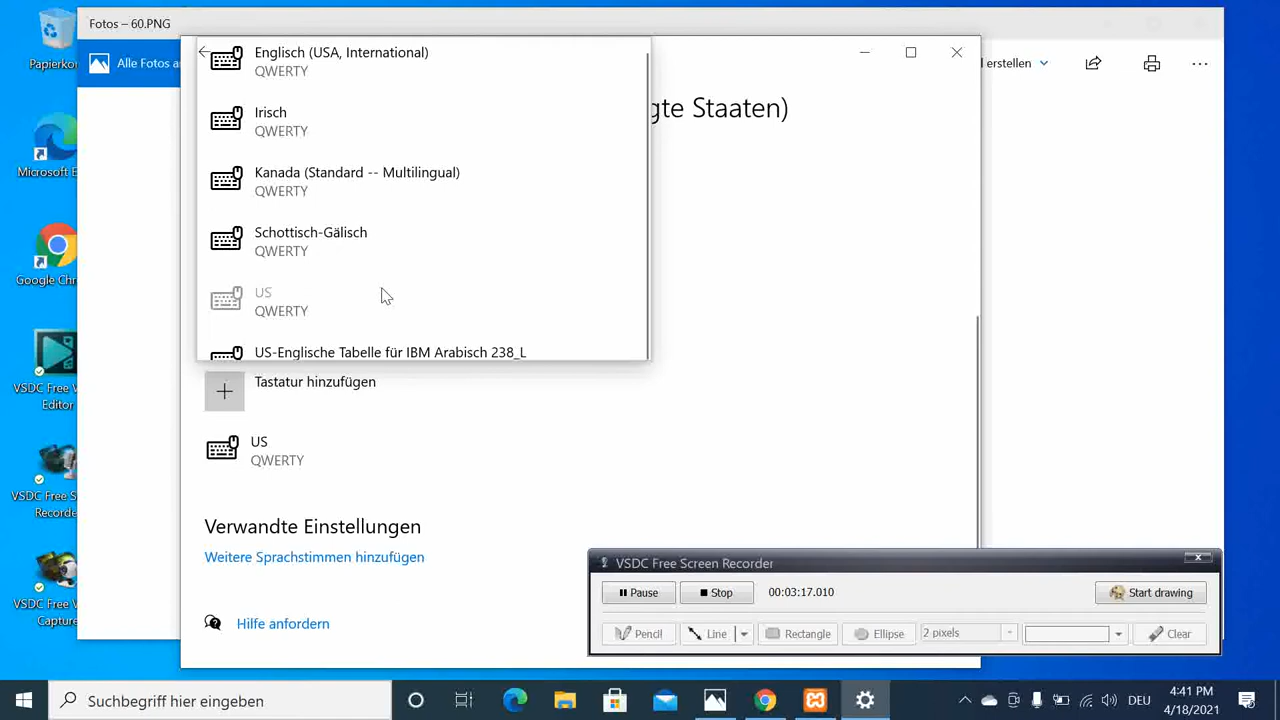 Fotos – 60.PNG
Papierko
Alle Fotos a
l erstellen
Englisch (USA, International)
QWERTY
gte Staaten)
Irisch
QWERTY
Microsoft E
Kanada (Standard -- Multilingual)
QWERTY
Schottisch-Gälisch
QWERTY
Google Chr
US
QWERTY
US-Englische Tabelle für IBM Arabisch 238_L
Tastatur hinzufügen
VSDC Free V
Editor
US
QWERTY
VSDC Free S
Recorde
Verwandte Einstellungen
Weitere Sprachstimmen hinzufügen
VSDC Free Screen Recorder
Pause
Stop
00:03:17.010
Start drawing
VSDC Free V
Capture
Hilfe anfordern
Pencil
Line
Rectangle
Ellipse
2 pixels
Clear
Suchbegriff hier eingeben
DEU
4:41 PM
4/18/2021